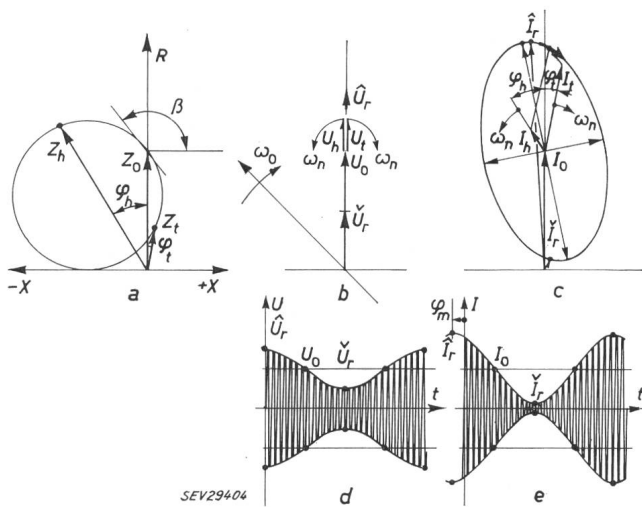 R
β
Z_h
Z_0
φ_h
Z_t
φ_t
-X
+X
a
Û_r
U_h
U_t
ω_n
ω_n
U_0
ω_0
Ǔ_r
b
Î_r
φ_h
φ_t
I_t
ω_n
I_h
ω_n
I_0
Ǐ_r
c
U
Û_r
U_0
Ǔ_r
t
d
φ_m
I
Î_r
I_0
Ǐ_r
t
e
SEV29404